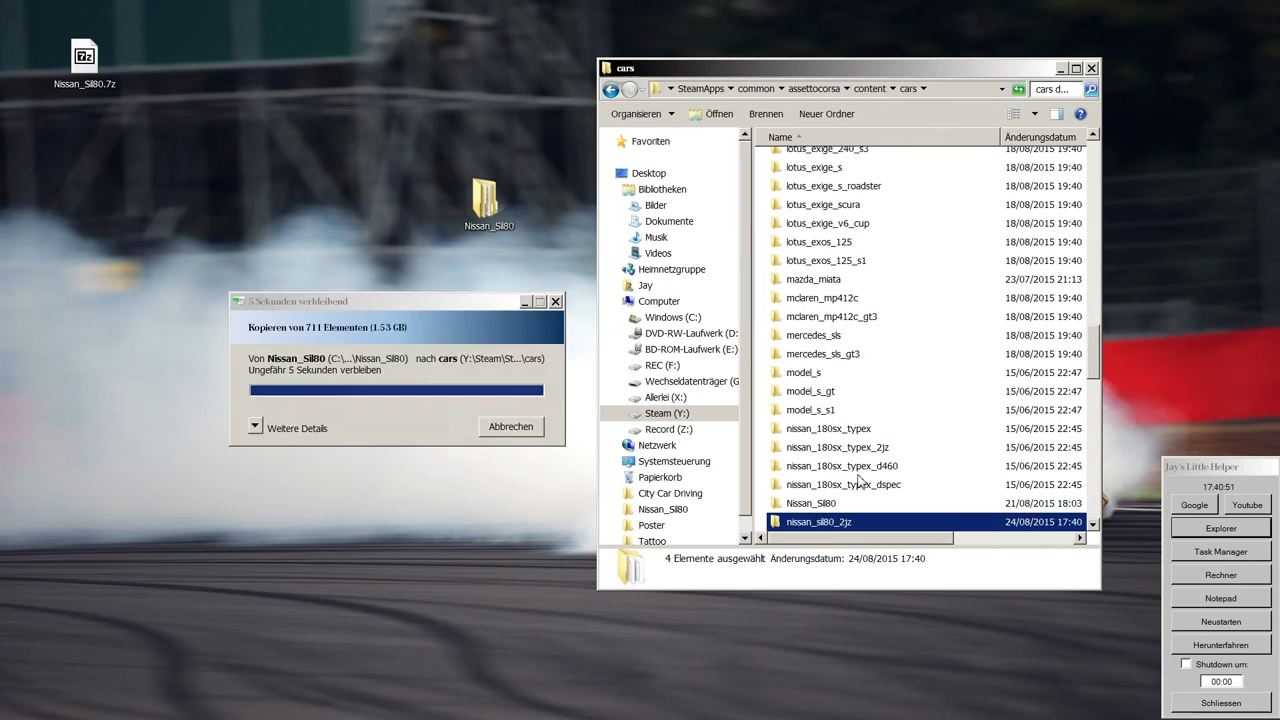 Nissan_Sil80.7z
Nissan_Sil80
5 Sekunden verbleibend
Kopieren von 711 Elementen (1.53 GB)
Von Nissan_Sil80 (C:\...\Nissan_Sil80) nach cars (Y:\Steam\St...\cars)
Ungefähr 5 Sekunden verbleiben
Weitere Details
Abbrechen
cars
SteamApps common assettocorsa content cars
cars d...
Organisieren Öffnen Brennen Neuer Ordner
Favoriten
Desktop
Bibliotheken
Bilder
Dokumente
Musik
Videos
Heimnetzgruppe
Jay
Computer
Windows (C:)
DVD-RW-Laufwerk (D:
BD-ROM-Laufwerk (E:)
REC (F:)
Wechseldatenträger (G
Allerlei (X:)
Steam (Y:)
Record (Z:)
Netzwerk
Systemsteuerung
Papierkorb
City Car Driving
Nissan_Sil80
Poster
Tattoo
Name Änderungsdatum
lotus_exige_240_s3 18/08/2015 19:40
lotus_exige_s 18/08/2015 19:40
lotus_exige_s_roadster 18/08/2015 19:40
lotus_exige_scura 18/08/2015 19:40
lotus_exige_v6_cup 18/08/2015 19:40
lotus_exos_125 18/08/2015 19:40
lotus_exos_125_s1 18/08/2015 19:40
mazda_miata 23/07/2015 21:13
mclaren_mp412c 18/08/2015 19:40
mclaren_mp412c_gt3 18/08/2015 19:40
mercedes_sls 18/08/2015 19:40
mercedes_sls_gt3 18/08/2015 19:40
model_s 15/06/2015 22:47
model_s_gt 15/06/2015 22:47
model_s_s1 15/06/2015 22:47
nissan_180sx_typex 15/06/2015 22:45
nissan_180sx_typex_2jz 15/06/2015 22:45
nissan_180sx_typex_d460 15/06/2015 22:45
nissan_180sx_typex_dspec 15/06/2015 22:45
Nissan_Sil80 21/08/2015 18:03
nissan_sil80_2jz 24/08/2015 17:40
4 Elemente ausgewählt Änderungsdatum: 24/08/2015 17:40
Jay's Little Helper
17:40:51
Google Youtube
Explorer
Task Manager
Rechner
Notepad
Neustarten
Herunterfahren
Shutdown um:
00:00
Schliessen